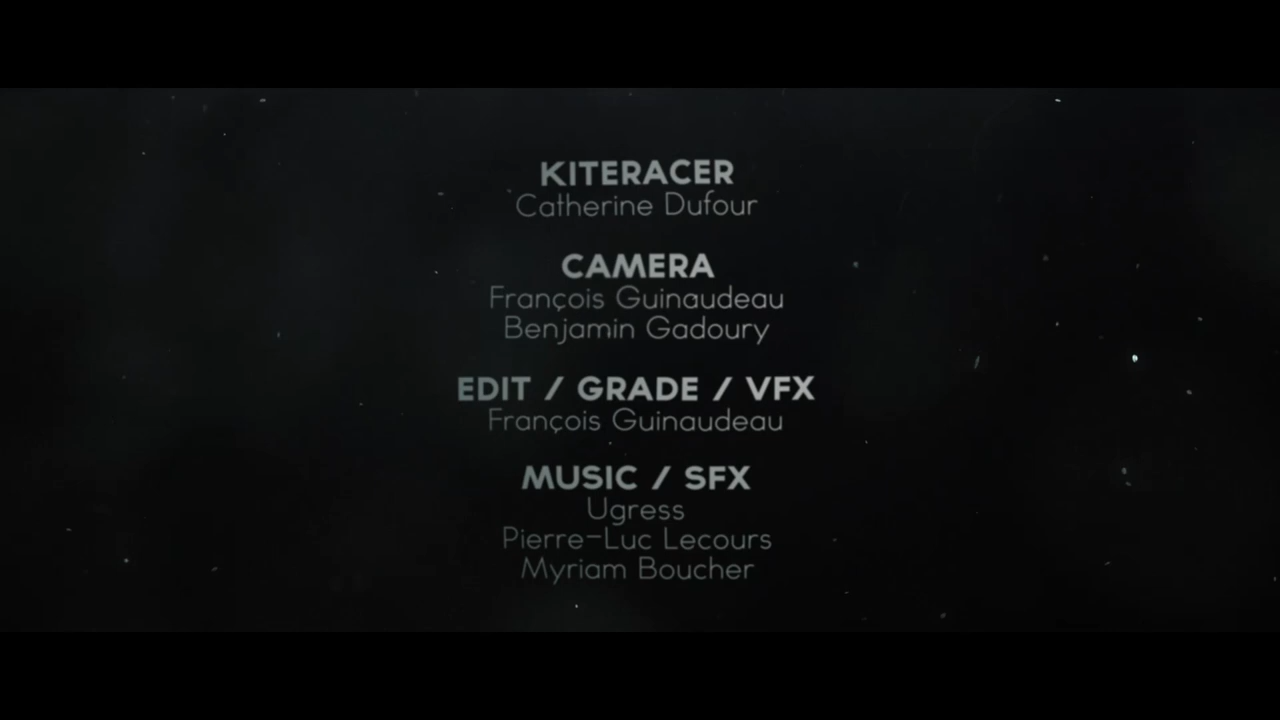 KITERACER
Catherine Dufour
CAMERA
François Guinaudeau
Benjamin Gadoury
EDIT / GRADE / VFX
François Guinaudeau
MUSIC / SFX
Ugress
Pierre-Luc Lecours
Myriam Boucher